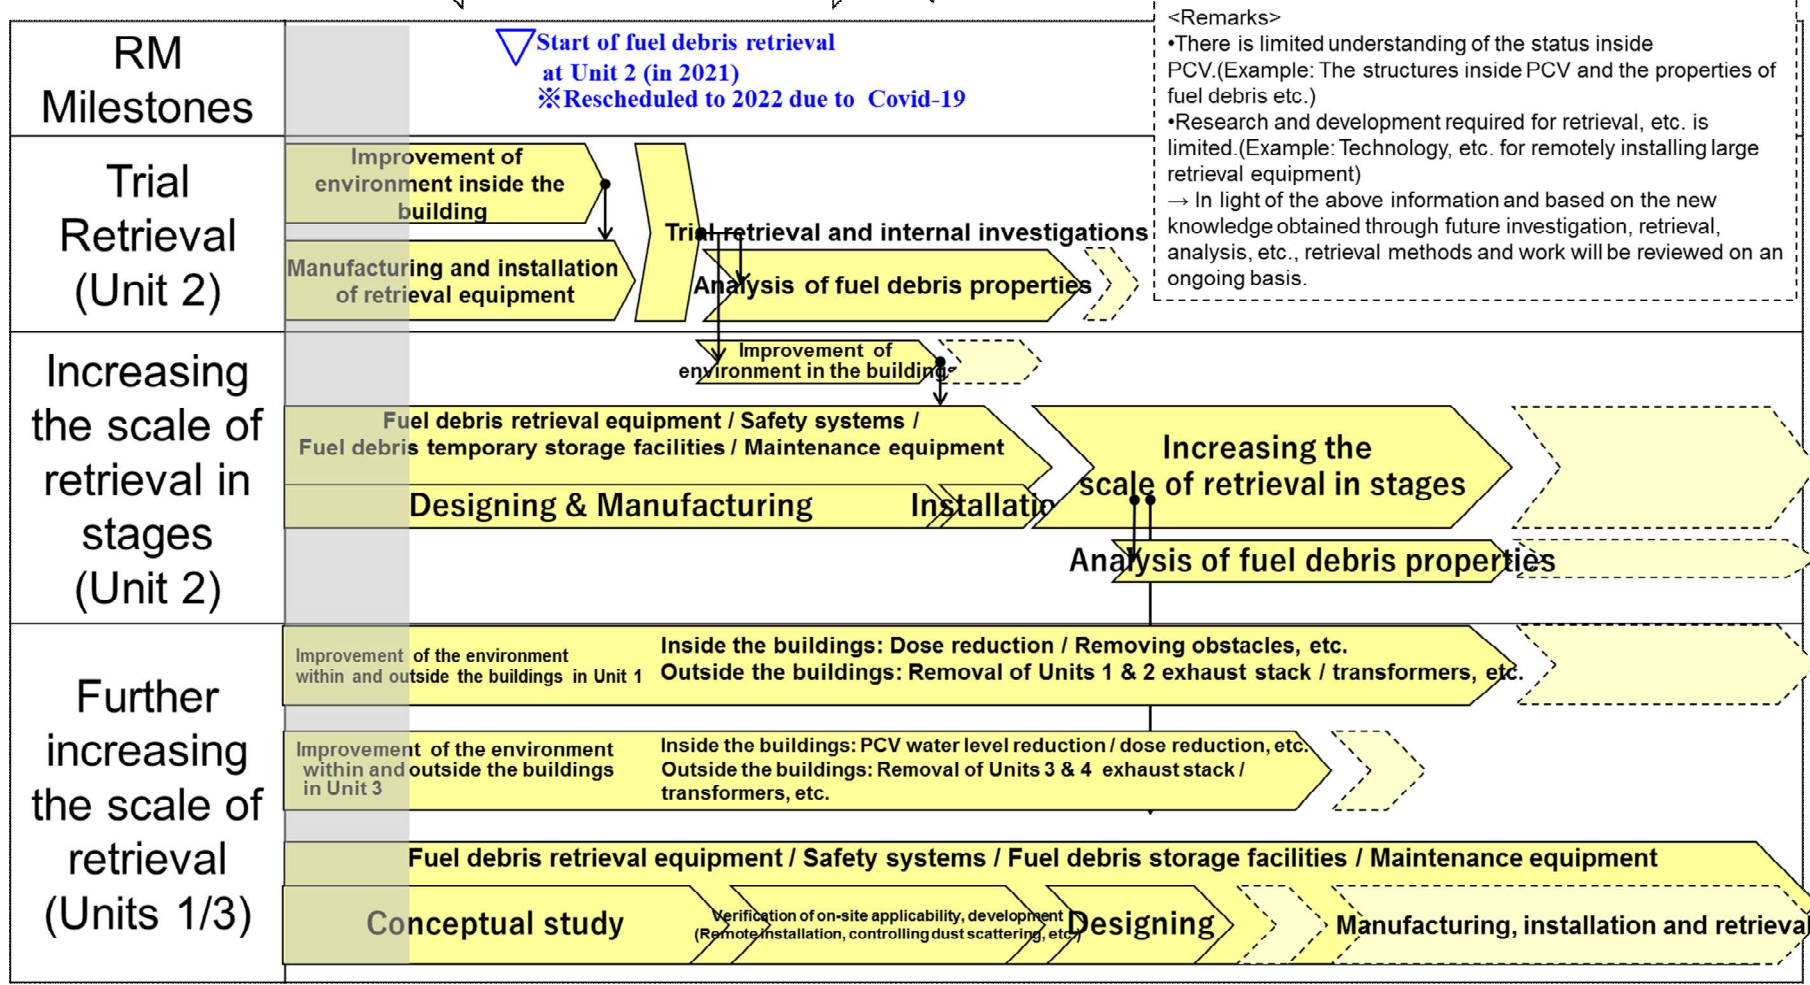 RM
Milestones
Start of fuel debris retrieval
at Unit 2 (in 2021)
※Rescheduled to 2022 due to Covid-19
<Remarks>
•There is limited understanding of the status inside
PCV.(Example: The structures inside PCV and the properties of
fuel debris etc.)
•Research and development required for retrieval, etc. is
limited.(Example: Technology, etc. for remotely installing large
retrieval equipment)
→ In light of the above information and based on the new
knowledge obtained through future investigation, retrieval,
analysis, etc., retrieval methods and work will be reviewed on an
ongoing basis.
Trial
Retrieval
(Unit 2)
Improvement of
environment inside the
building
Manufacturing and installation
of retrieval equipment
Trial retrieval and internal investigations
Analysis of fuel debris properties
Increasing
the scale of
retrieval in
stages
(Unit 2)
Improvement of
environment in the buildings
Fuel debris retrieval equipment / Safety systems /
Fuel debris temporary storage facilities / Maintenance equipment
Designing & Manufacturing
Installatio
Increasing the
scale of retrieval in stages
Analysis of fuel debris properties
Further
increasing
the scale of
retrieval
(Units 1/3)
Improvement of the environment
within and outside the buildings in Unit 1
Inside the buildings: Dose reduction / Removing obstacles, etc.
Outside the buildings: Removal of Units 1 & 2 exhaust stack / transformers, etc.
Improvement of the environment
within and outside the buildings
in Unit 3
Inside the buildings: PCV water level reduction / dose reduction, etc.
Outside the buildings: Removal of Units 3 & 4 exhaust stack /
transformers, etc.
Fuel debris retrieval equipment / Safety systems / Fuel debris storage facilities / Maintenance equipment
Conceptual study
Verification of on-site applicability, development
(Remote installation, controlling dust scattering, etc.)
Designing
Manufacturing, installation and retrieval